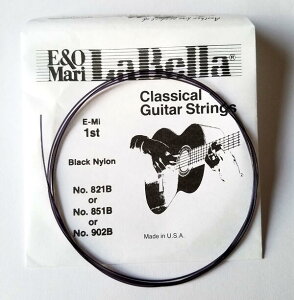 E&O
Mari
LaBella®
Classical
Guitar Strings
E-Mi
1st
Black Nylon
No. 821B
or
No. 851B
or
No. 902B
Made in U.S.A.